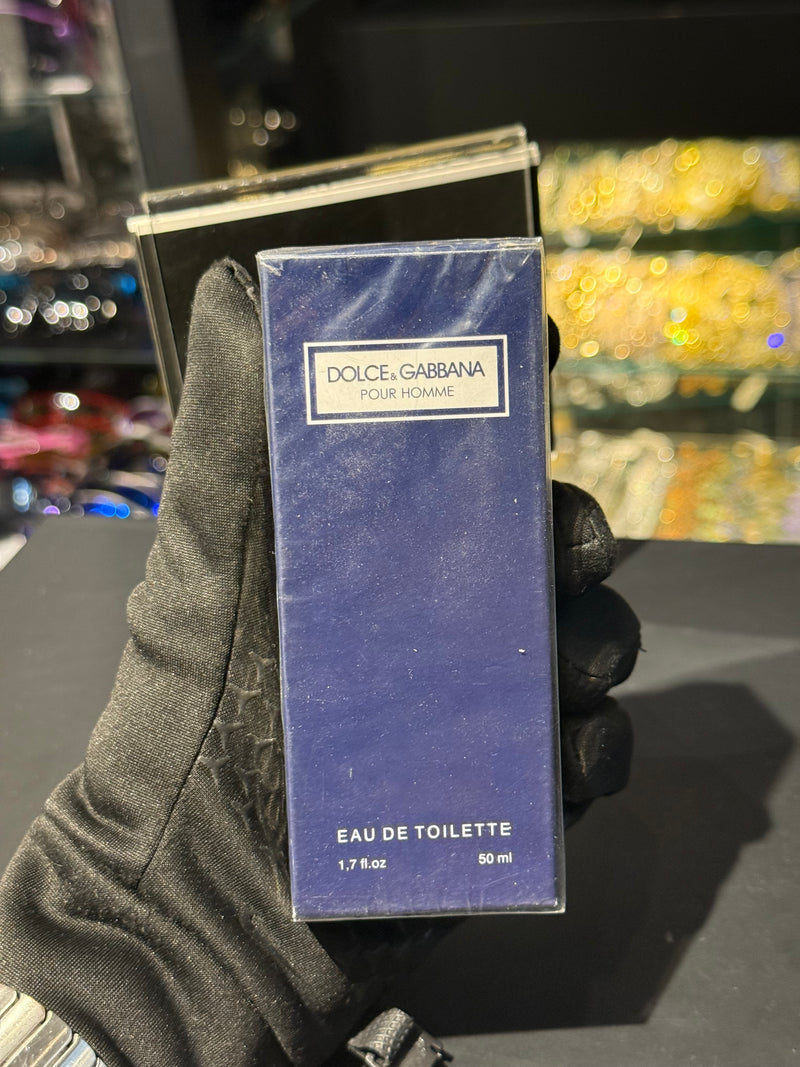 DOLCE & GABBANA
POUR HOMME
EAU DE TOILETTE
1,7 fl.oz 50 ml